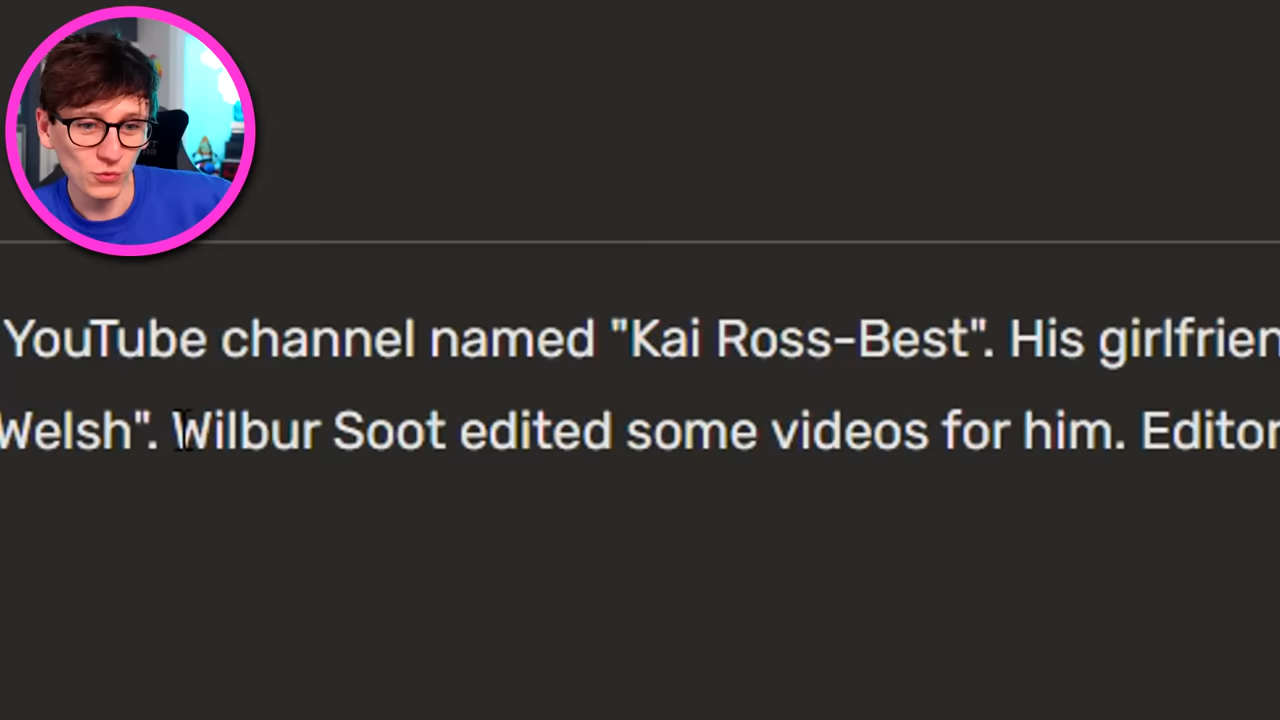 YouTube channel named "Kai Ross-Best". His girlfrien
Welsh". Wilbur Soot edited some videos for him. Editor